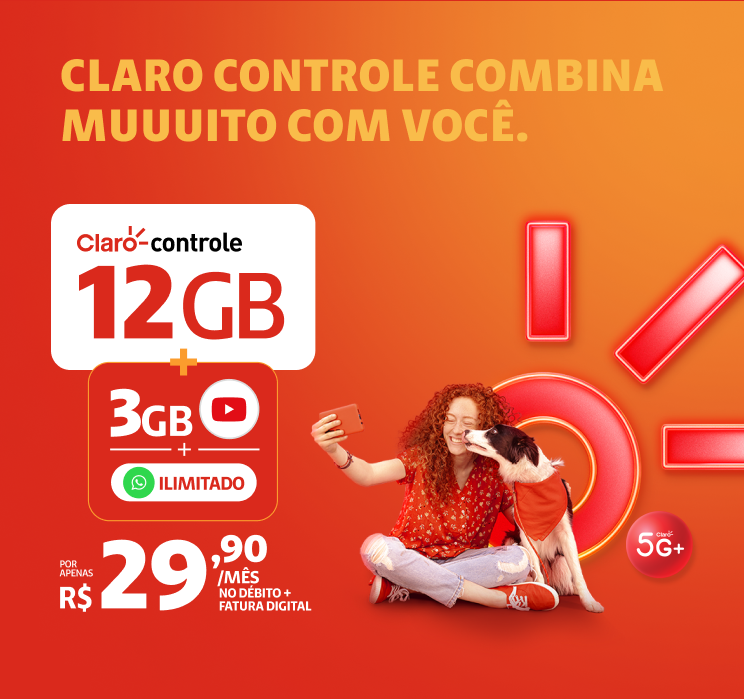 CLARO CONTROLE COMBINA
MUUUITO COM VOCÊ.
Claro-controle
12GB
+
3GB
+
ILIMITADO
POR
APENAS
R$ 29,90
/MÊS
NO DÉBITO +
FATURA DIGITAL
Claro
5G+